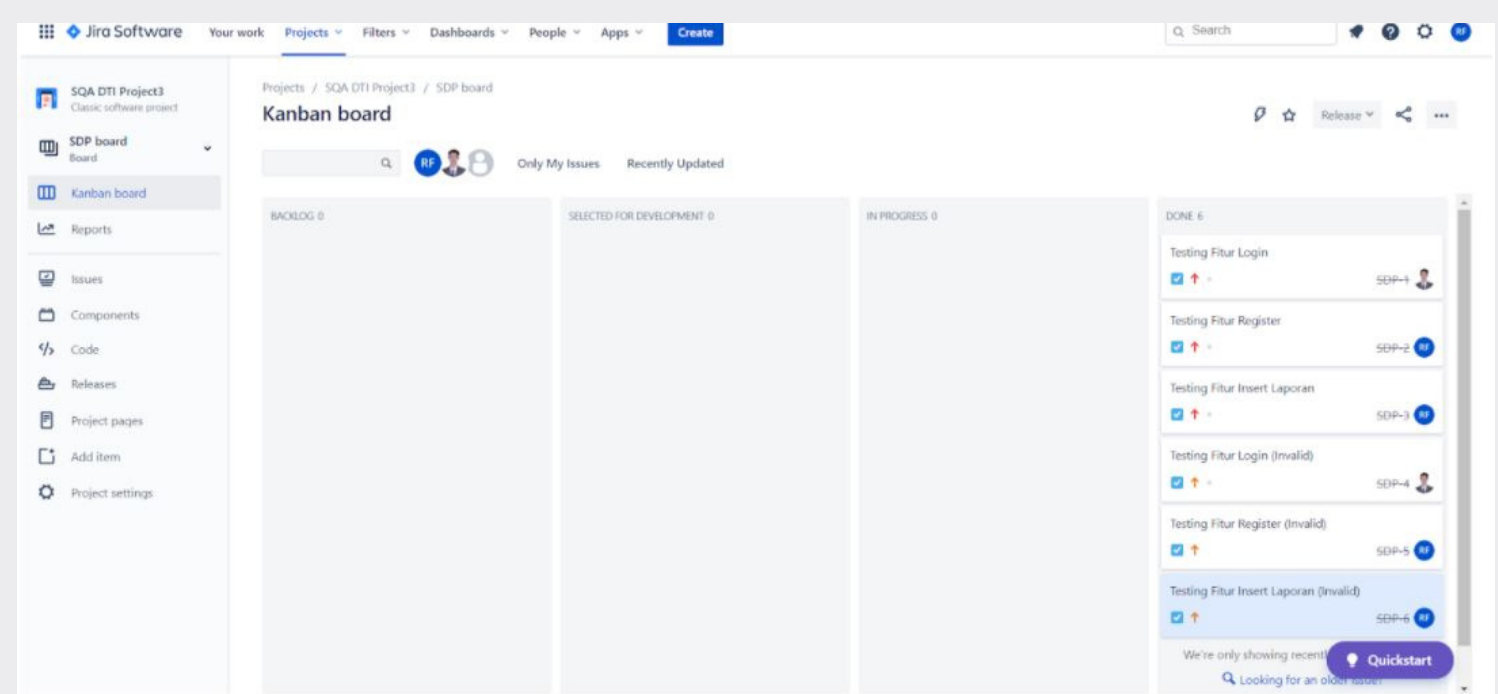 Jira Software Your work Projects Filters Dashboards People Apps Create Search RF
SQA DTI Project3
Classic software project
SDP board
Board
Kanban board
Reports
Issues
Components
Code
Releases
Project pages
Add item
Project settings
Projects / SQA DTI Project3 / SDP board
Kanban board
Release
RF Only My Issues Recently Updated
BACKLOG 0 SELECTED FOR DEVELOPMENT 0 IN PROGRESS 0 DONE 6
Testing Fitur Login
SDP-1
Testing Fitur Register
SDP-2 RF
Testing Fitur Insert Laporan
SDP-3 RF
Testing Fitur Login (Invalid)
SDP-4
Testing Fitur Register (Invalid)
SDP-5 RF
Testing Fitur Insert Laporan (Invalid)
SDP-6 RF
We're only showing
Quickstart
Looking for an older issue?